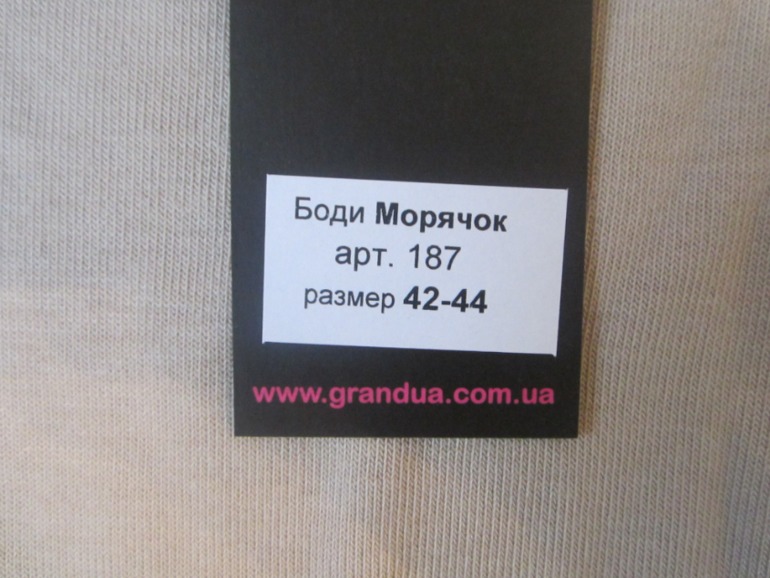 Боди Морячок
арт. 187
размер 42-44
www.grandua.com.ua